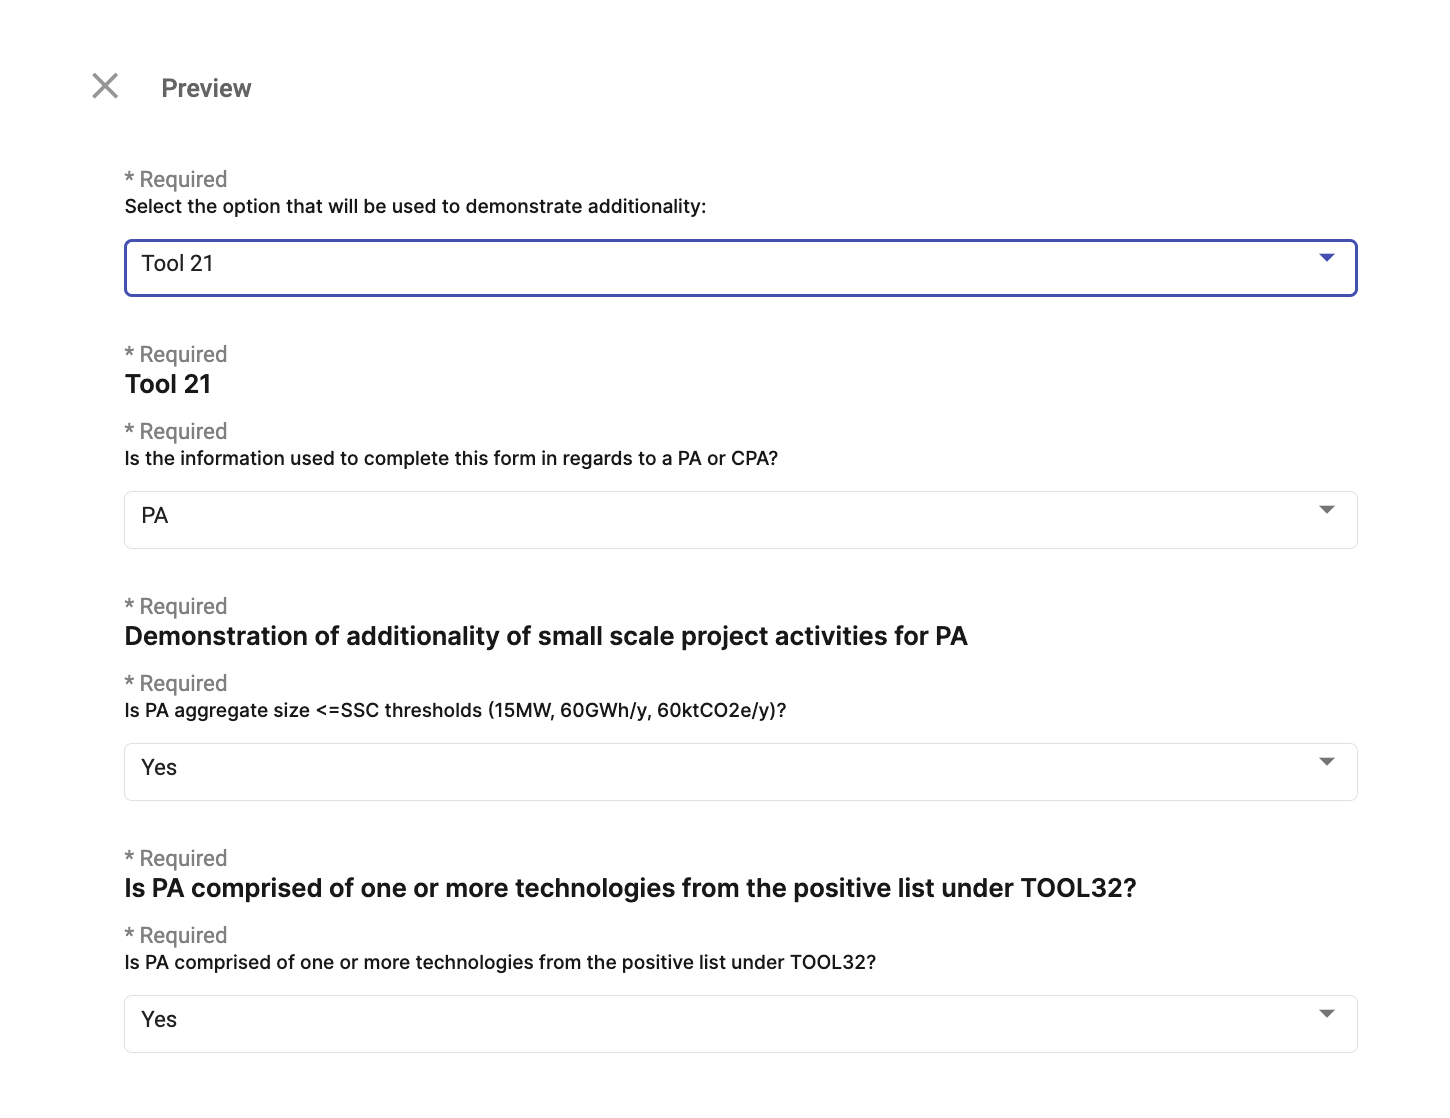 Preview
* Required
Select the option that will be used to demonstrate additionality:
Tool 21
* Required
Tool 21
* Required
Is the information used to complete this form in regards to a PA or CPA?
PA
* Required
Demonstration of additionality of small scale project activities for PA
* Required
Is PA aggregate size <=SSC thresholds (15MW, 60GWh/y, 60ktCO2e/y)?
Yes
* Required
Is PA comprised of one or more technologies from the positive list under TOOL32?
* Required
Is PA comprised of one or more technologies from the positive list under TOOL32?
Yes